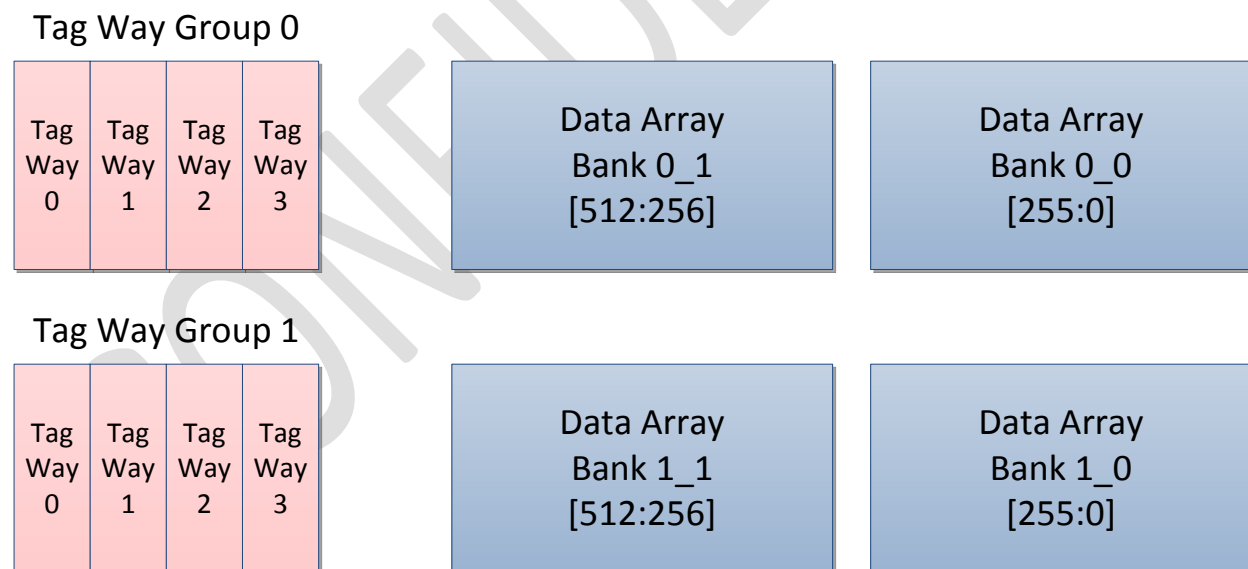 Tag Way Group 0
Tag Way 0
Tag Way 1
Tag Way 2
Tag Way 3
Data Array
Bank 0_1
[512:256]
Data Array
Bank 0_0
[255:0]
Tag Way Group 1
Tag Way 0
Tag Way 1
Tag Way 2
Tag Way 3
Data Array
Bank 1_1
[512:256]
Data Array
Bank 1_0
[255:0]